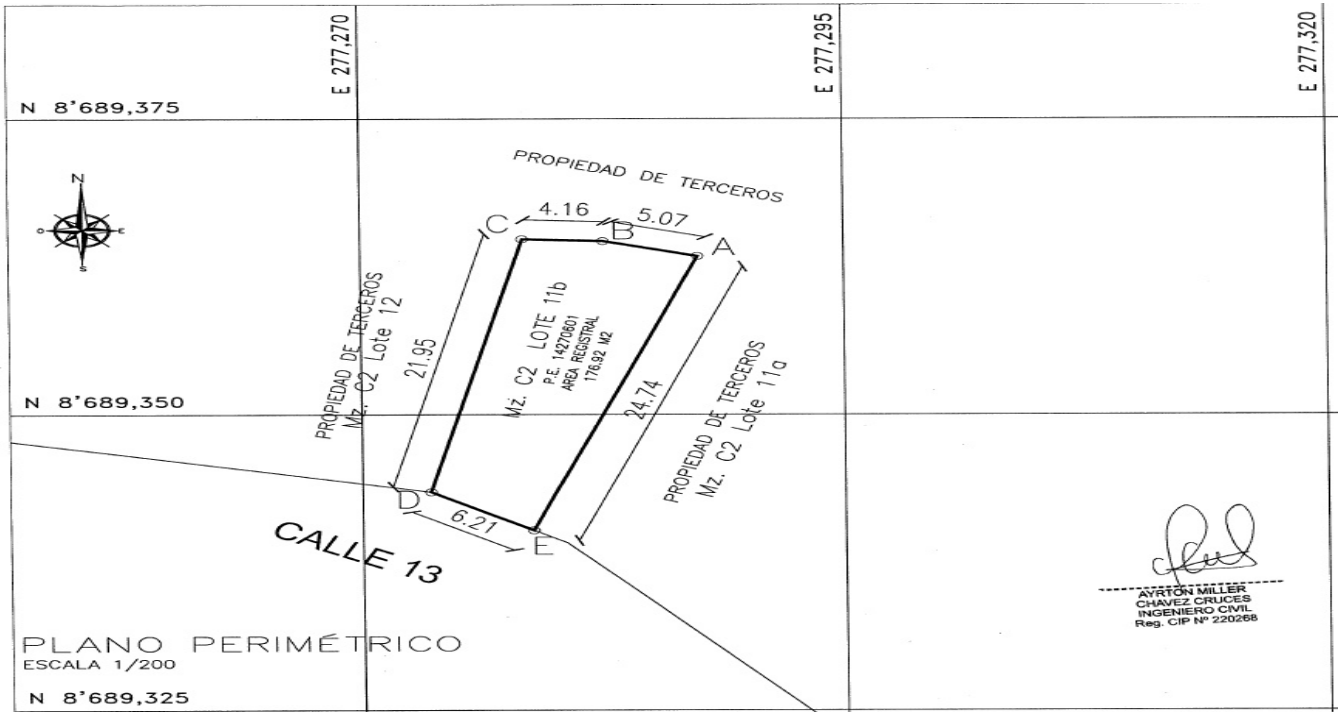 E 277,270
E 277,295
E 277,320
N 8'689,375
N
O
E
S
PROPIEDAD DE TERCEROS
4.16
5.07
C
B
A
PROPIEDAD DE TERCEROS
Mz. C2 Lote 12
21.95
Mz. C2 LOTE 11b
P.E. 14270601
AREA REGISTRAL
176.92 M2
24.74
PROPIEDAD DE TERCEROS
Mz. C2 Lote 11a
N 8'689,350
D
6.21
E
CALLE 13
AYRTON MILLER
CHAVEZ CRUCES
INGENIERO CIVIL
Reg. CIP Nº 220268
PLANO PERIMÉTRICO
ESCALA 1/200
N 8'689,325